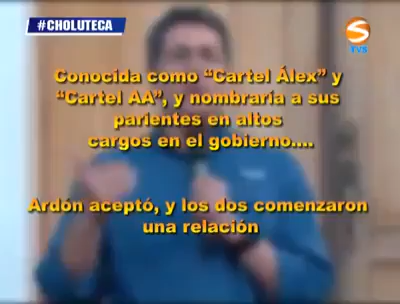 #CHOLUTECA
S
TVS
Conocida como “Cartel Álex” y
“Cartel AA”, y nombraría a sus
parientes en altos
cargos en el gobierno....
Ardón aceptó, y los dos comenzaron
una relación